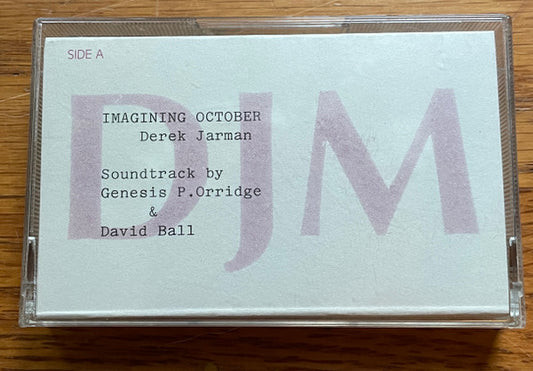 SIDE A
DJM
IMAGINING OCTOBER
Derek Jarman
Soundtrack by
Genesis P.Orridge
&
David Ball